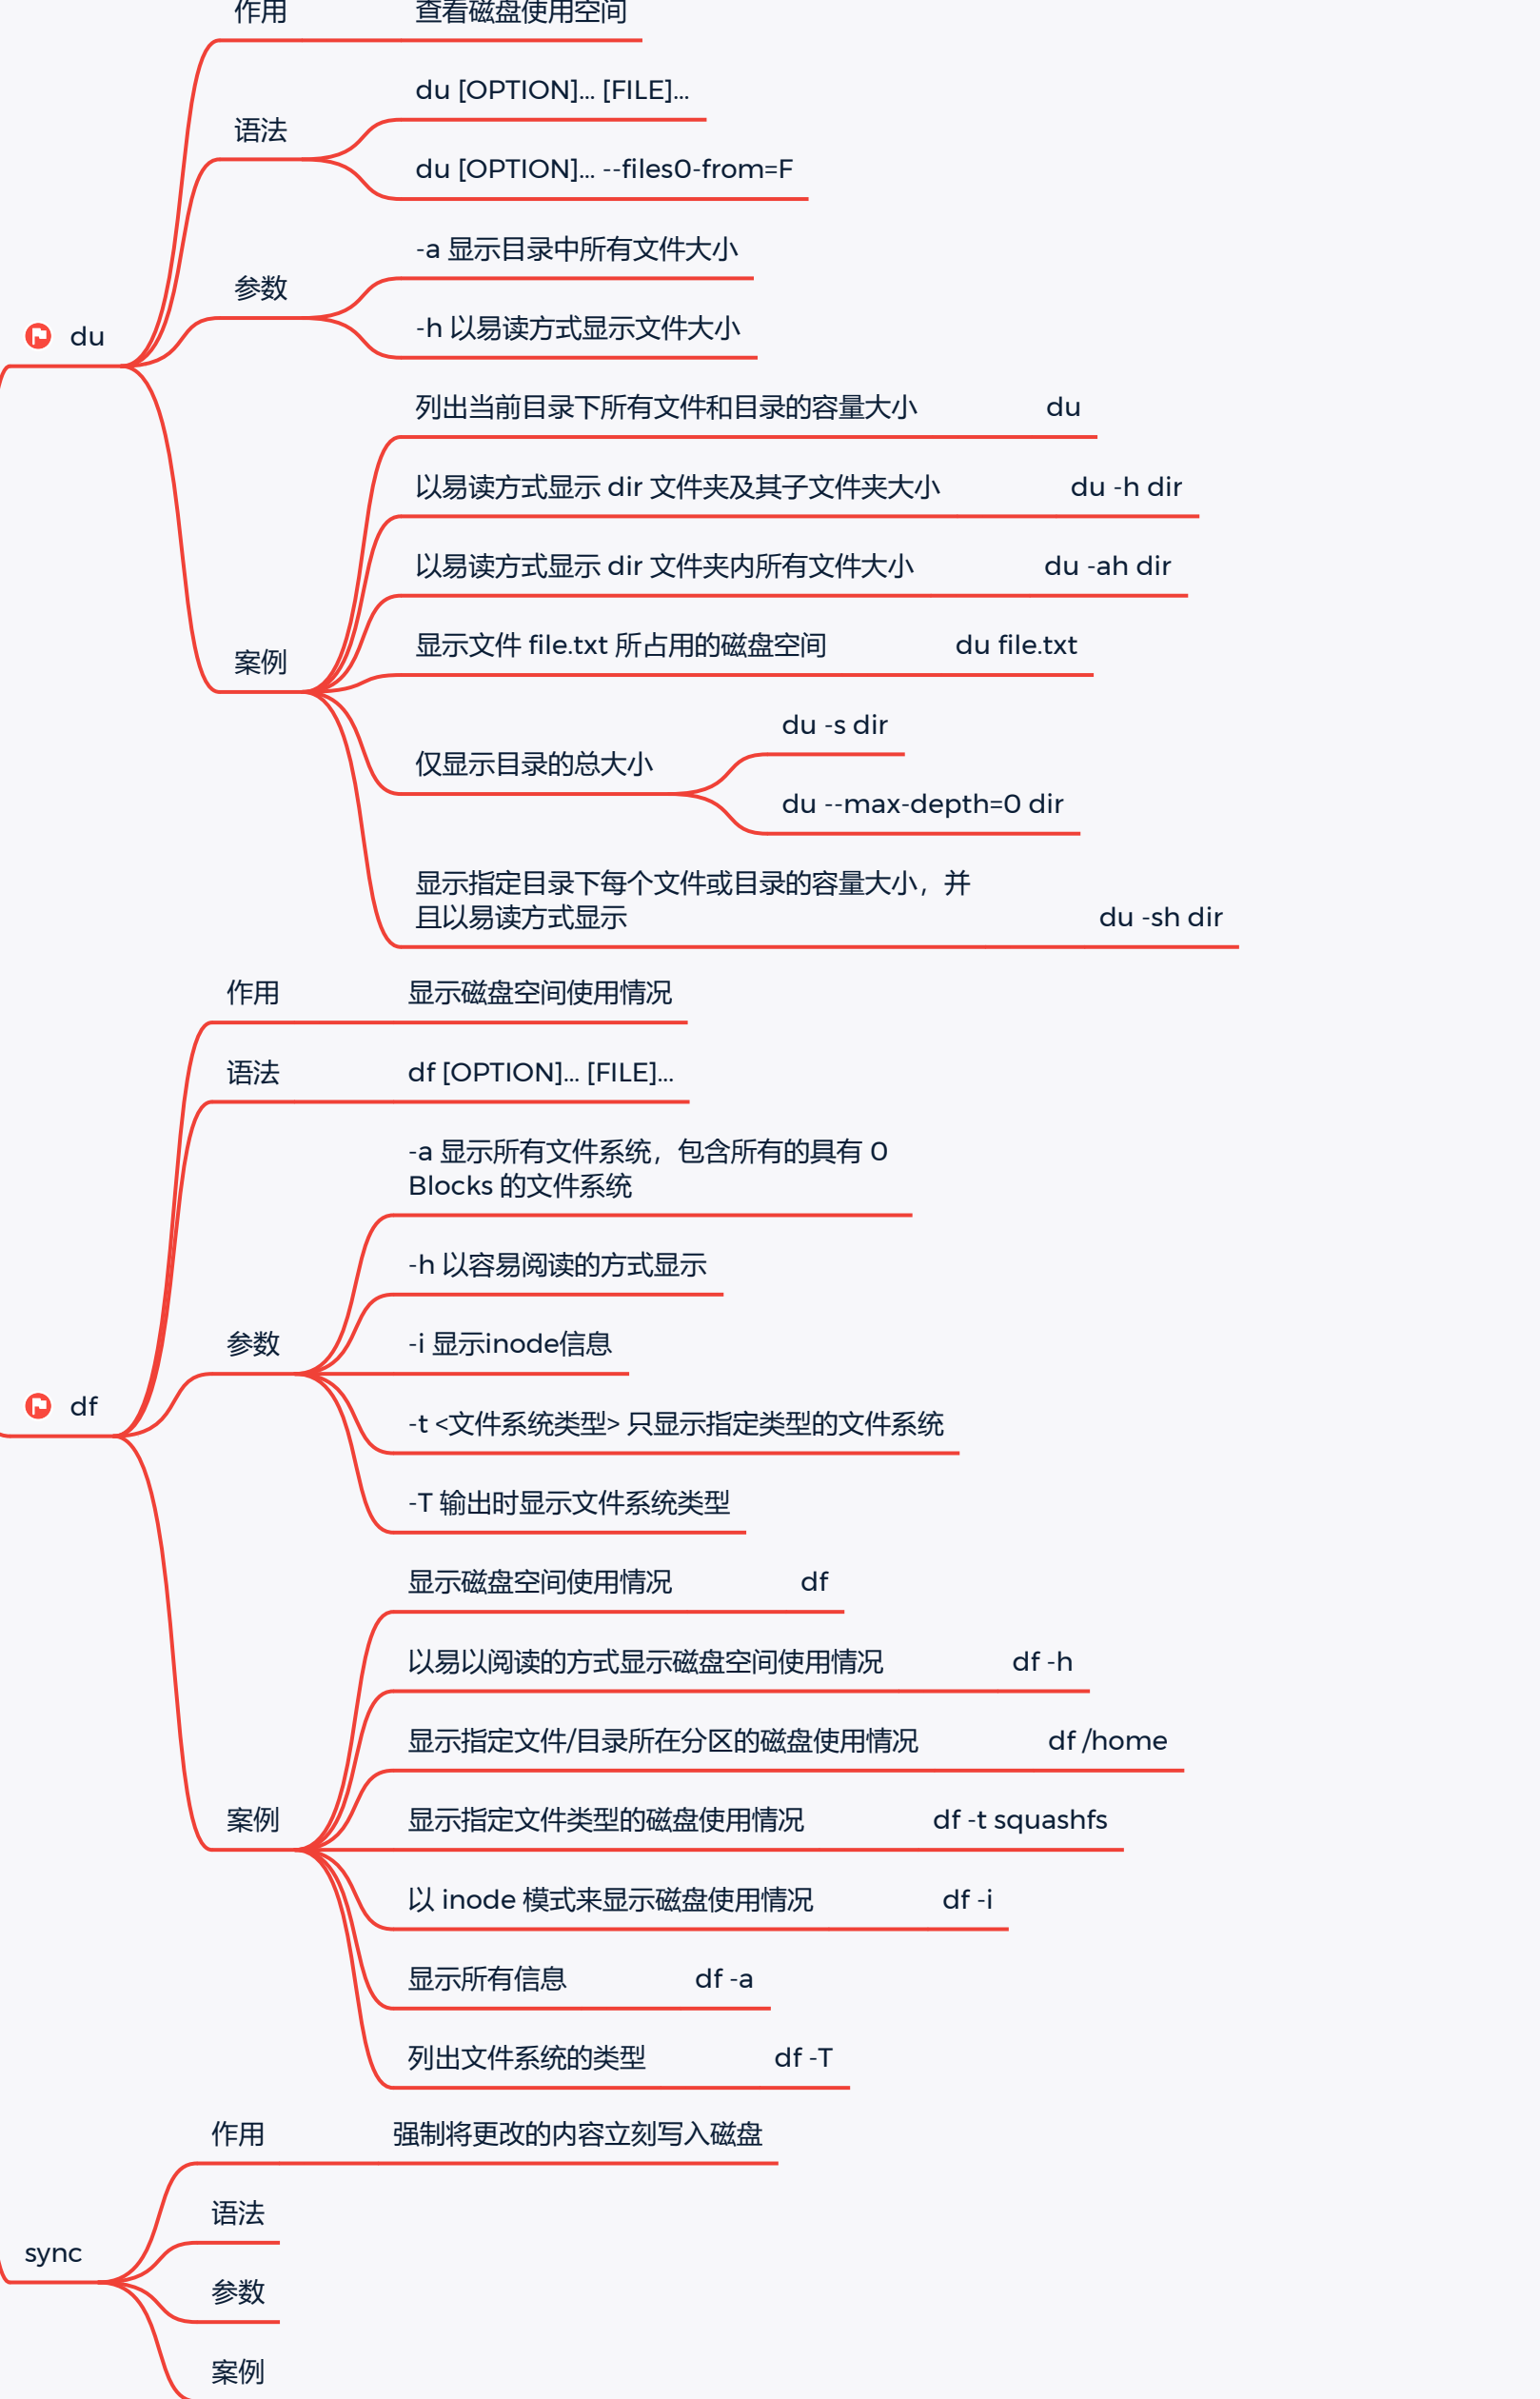 作用 查看磁盘使用空间
语法
du [OPTION]... [FILE]...
du [OPTION]... --files0-from=F
参数
-a 显示目录中所有文件大小
-h 以易读方式显示文件大小
du
案例
列出当前目录下所有文件和目录的容量大小 du
以易读方式显示 dir 文件夹及其子文件夹大小 du -h dir
以易读方式显示 dir 文件夹内所有文件大小 du -ah dir
显示文件 file.txt 所占用的磁盘空间 du file.txt
仅显示目录的总大小
du -s dir
du --max-depth=0 dir
显示指定目录下每个文件或目录的容量大小，并
且以易读方式显示 du -sh dir
作用 显示磁盘空间使用情况
语法 df [OPTION]... [FILE]...
参数
-a 显示所有文件系统，包含所有的具有 0
Blocks 的文件系统
-h 以容易阅读的方式显示
-i 显示inode信息
-t <文件系统类型> 只显示指定类型的文件系统
-T 输出时显示文件系统类型
df
案例
显示磁盘空间使用情况 df
以易以阅读的方式显示磁盘空间使用情况 df -h
显示指定文件/目录所在分区的磁盘使用情况 df /home
显示指定文件类型的磁盘使用情况 df -t squashfs
以 inode 模式来显示磁盘使用情况 df -i
显示所有信息 df -a
列出文件系统的类型 df -T
作用 强制将更改的内容立刻写入磁盘
语法
sync
参数
案例